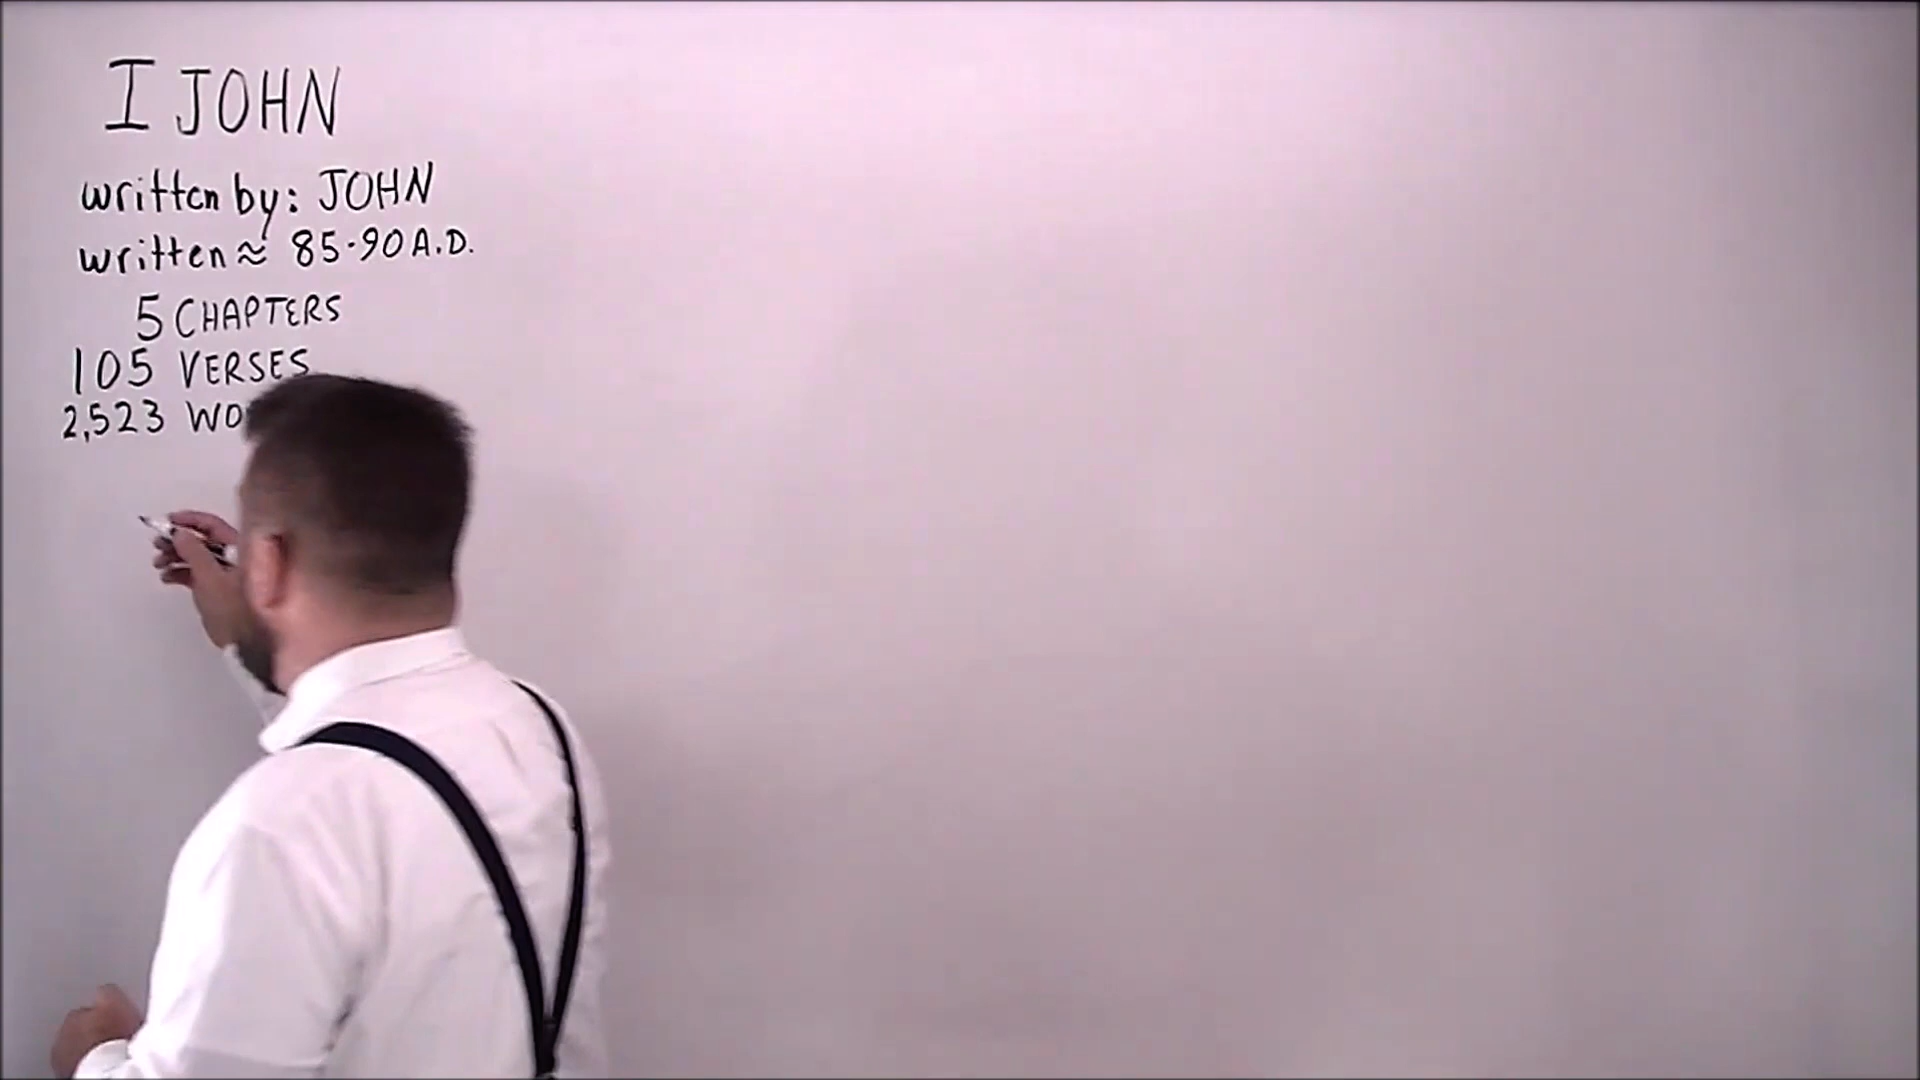 I JOHN
written by: JOHN
written ≈ 85-90 A.D.
5 CHAPTERS
105 VERSES
2,523